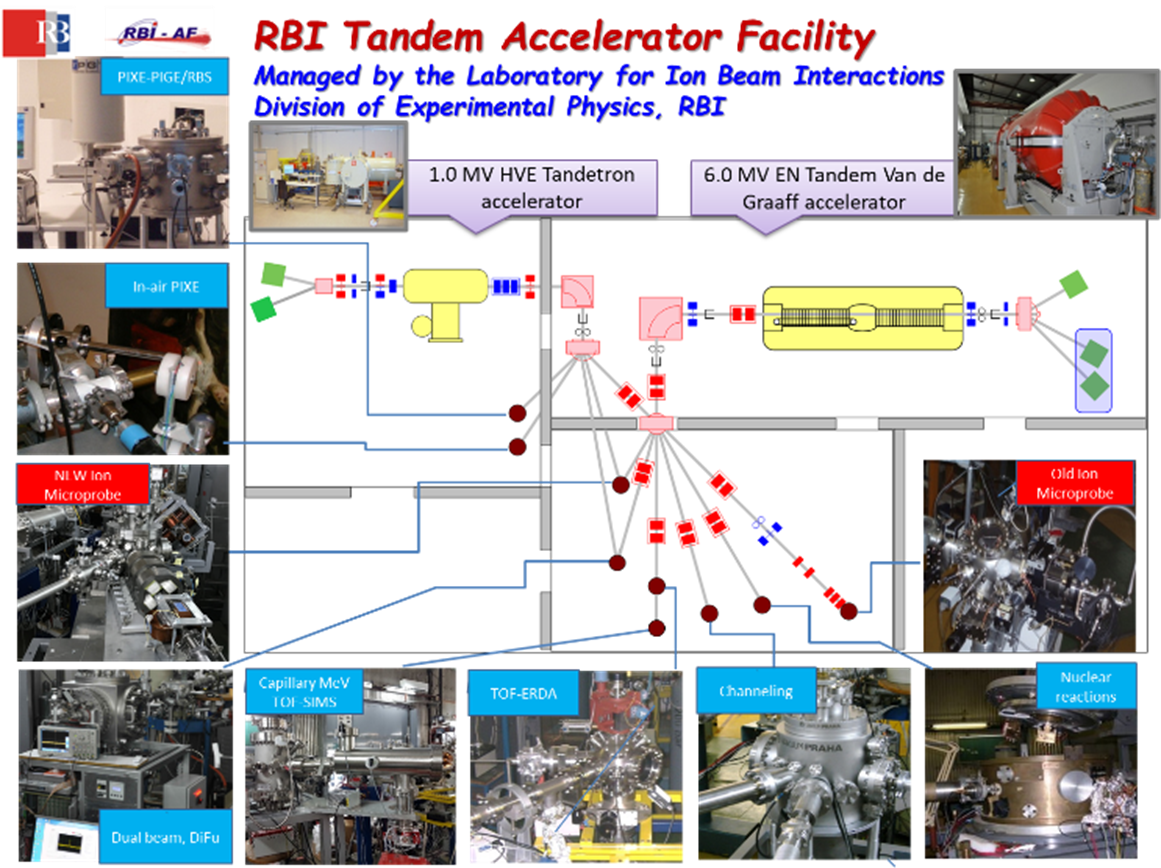 RB
RBI - AF
RBI Tandem Accelerator Facility
Managed by the Laboratory for Ion Beam Interactions
Division of Experimental Physics, RBI
PIXE-PIGE/RBS
1.0 MV HVE Tandetron
accelerator
6.0 MV EN Tandem Van de
Graaff accelerator
In-air PIXE
NEW Ion
Microprobe
Old Ion
Microprobe
Capillary MeV
TOF-SIMS
TOF-ERDA
Channeling
Nuclear
reactions
PRAHA
Dual beam, DiFu